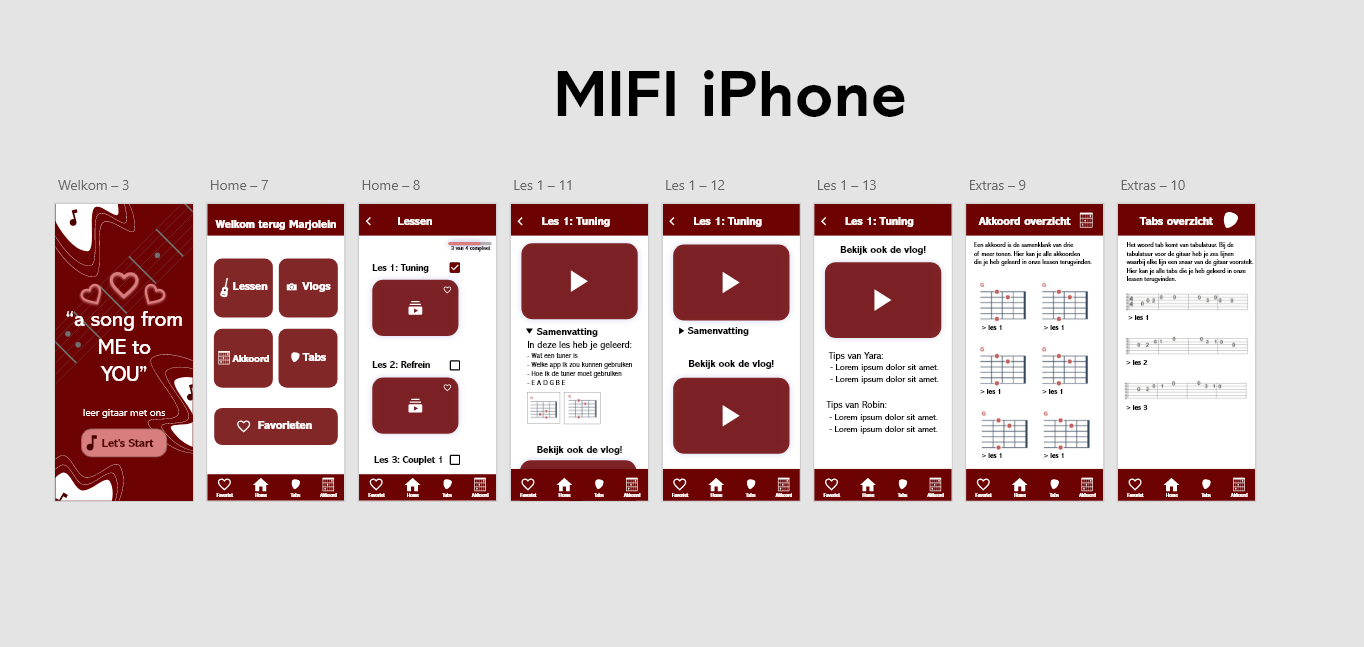 MIFI iPhone
Welkom – 3
Home – 7
Home – 8
Les 1 – 11
Les 1 – 12
Les 1 – 13
Extras – 9
Extras – 10
“a song from
ME to
YOU”
leer gitaar met ons
Let's Start
Welkom terug Marjolein
Lessen
Vlogs
Akkoord
Tabs
Favorieten
Favoriet
Home
Tabs
Akkoord
Lessen
3 van 4 compleet
Les 1: Tuning
Les 2: Refrein
Les 3: Couplet 1
Favoriet
Home
Tabs
Akkoord
Les 1: Tuning
Samenvatting
In deze les heb je geleerd:
- Wat een tuner is
- Welke app ik zou kunnen gebruiken
- Hoe ik de tuner moet gebruiken
- E A D G B E
Bekijk ook de vlog!
Favoriet
Home
Tabs
Akkoord
Les 1: Tuning
Samenvatting
Bekijk ook de vlog!
Favoriet
Home
Tabs
Akkoord
Les 1: Tuning
Bekijk ook de vlog!
Tips van Yara:
- Lorem ipsum dolor sit amet.
- Lorem ipsum dolor sit amet.
Tips van Robin:
- Lorem ipsum dolor sit amet.
- Lorem ipsum dolor sit amet.
Favoriet
Home
Tabs
Akkoord
Akkoord overzicht
Een akkoord is de samenklank van drie
of meer tonen. Hier kan je alle akkoorden
die je heb geleerd in onze lessen terugvinden.
G
G
> les 1
> les 1
G
G
> les 1
> les 1
G
G
> les 1
> les 1
Favoriet
Home
Tabs
Akkoord
Tabs overzicht
Het woord tab komt van tabulatuur. Bij de
tabulatuur voor de gitaar heb je zes lijnen
waarbij elke lijn een snaar van de gitaar voorstelt.
Hier kan je alle tabs die je heb geleerd in onze
lessen terugvinden.
> les 1
> les 2
> les 3
Favoriet
Home
Tabs
Akkoord